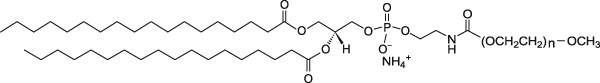 O O O
O O P O
N
H
(OCH₂CH₂)n–OCH₃
O H O⁻
NH₄⁺
O